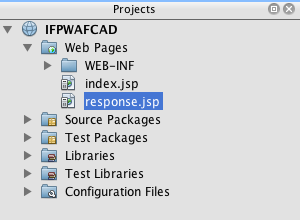 Projects
IFPWAFCAD
Web Pages
WEB-INF
index.jsp
response.jsp
Source Packages
Test Packages
Libraries
Test Libraries
Configuration Files